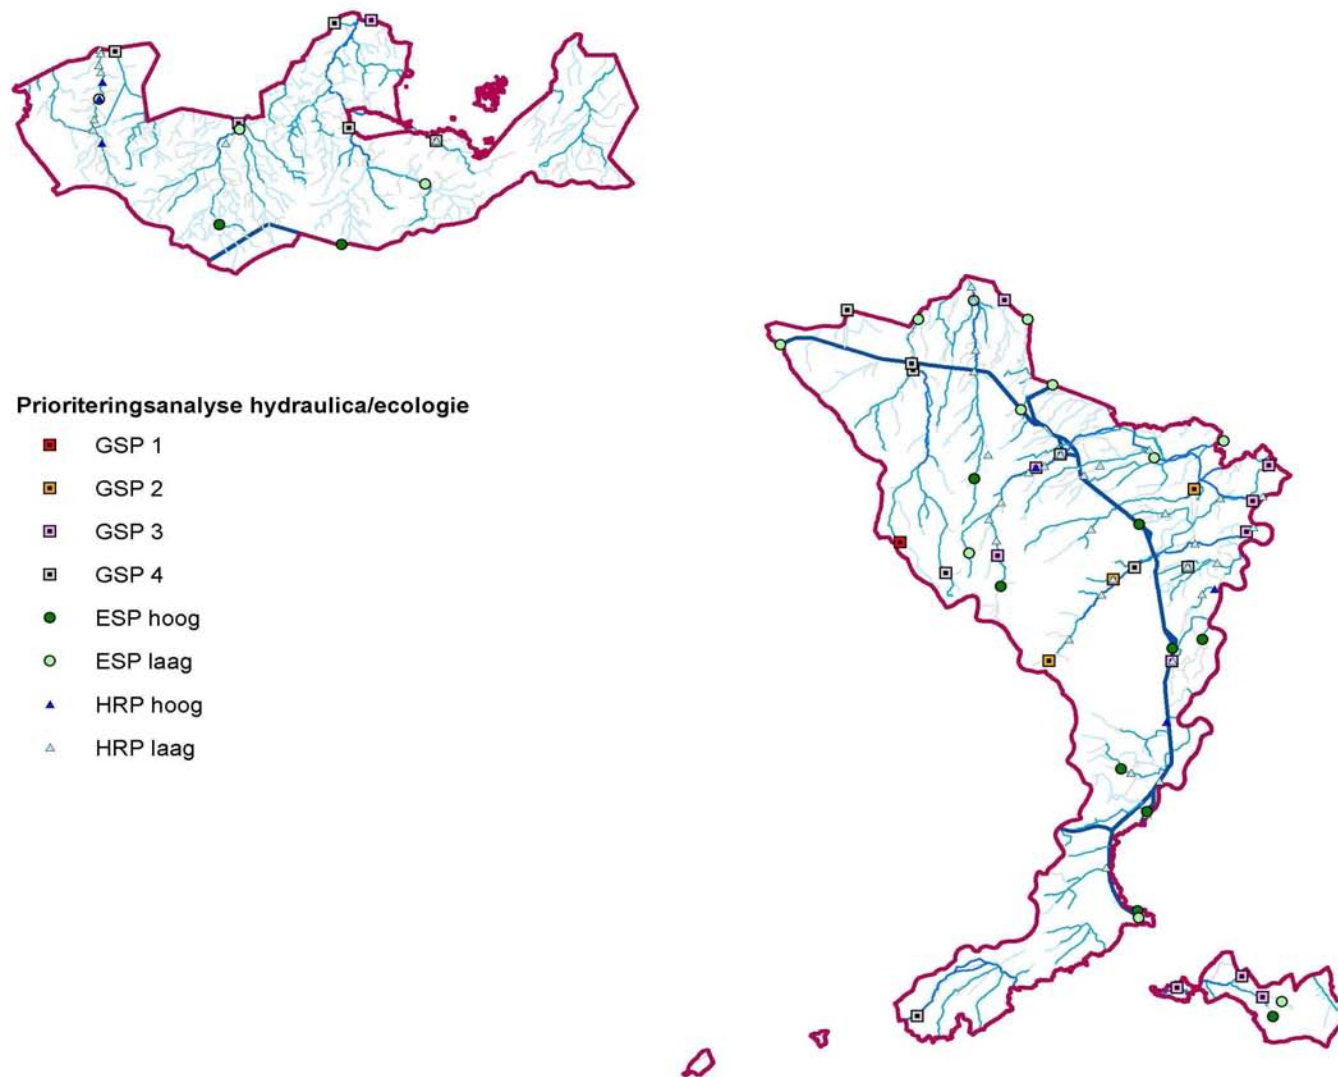 Prioriteringsanalyse hydraulica/ecologie
GSP 1
GSP 2
GSP 3
GSP 4
ESP hoog
ESP laag
HRP hoog
HRP laag